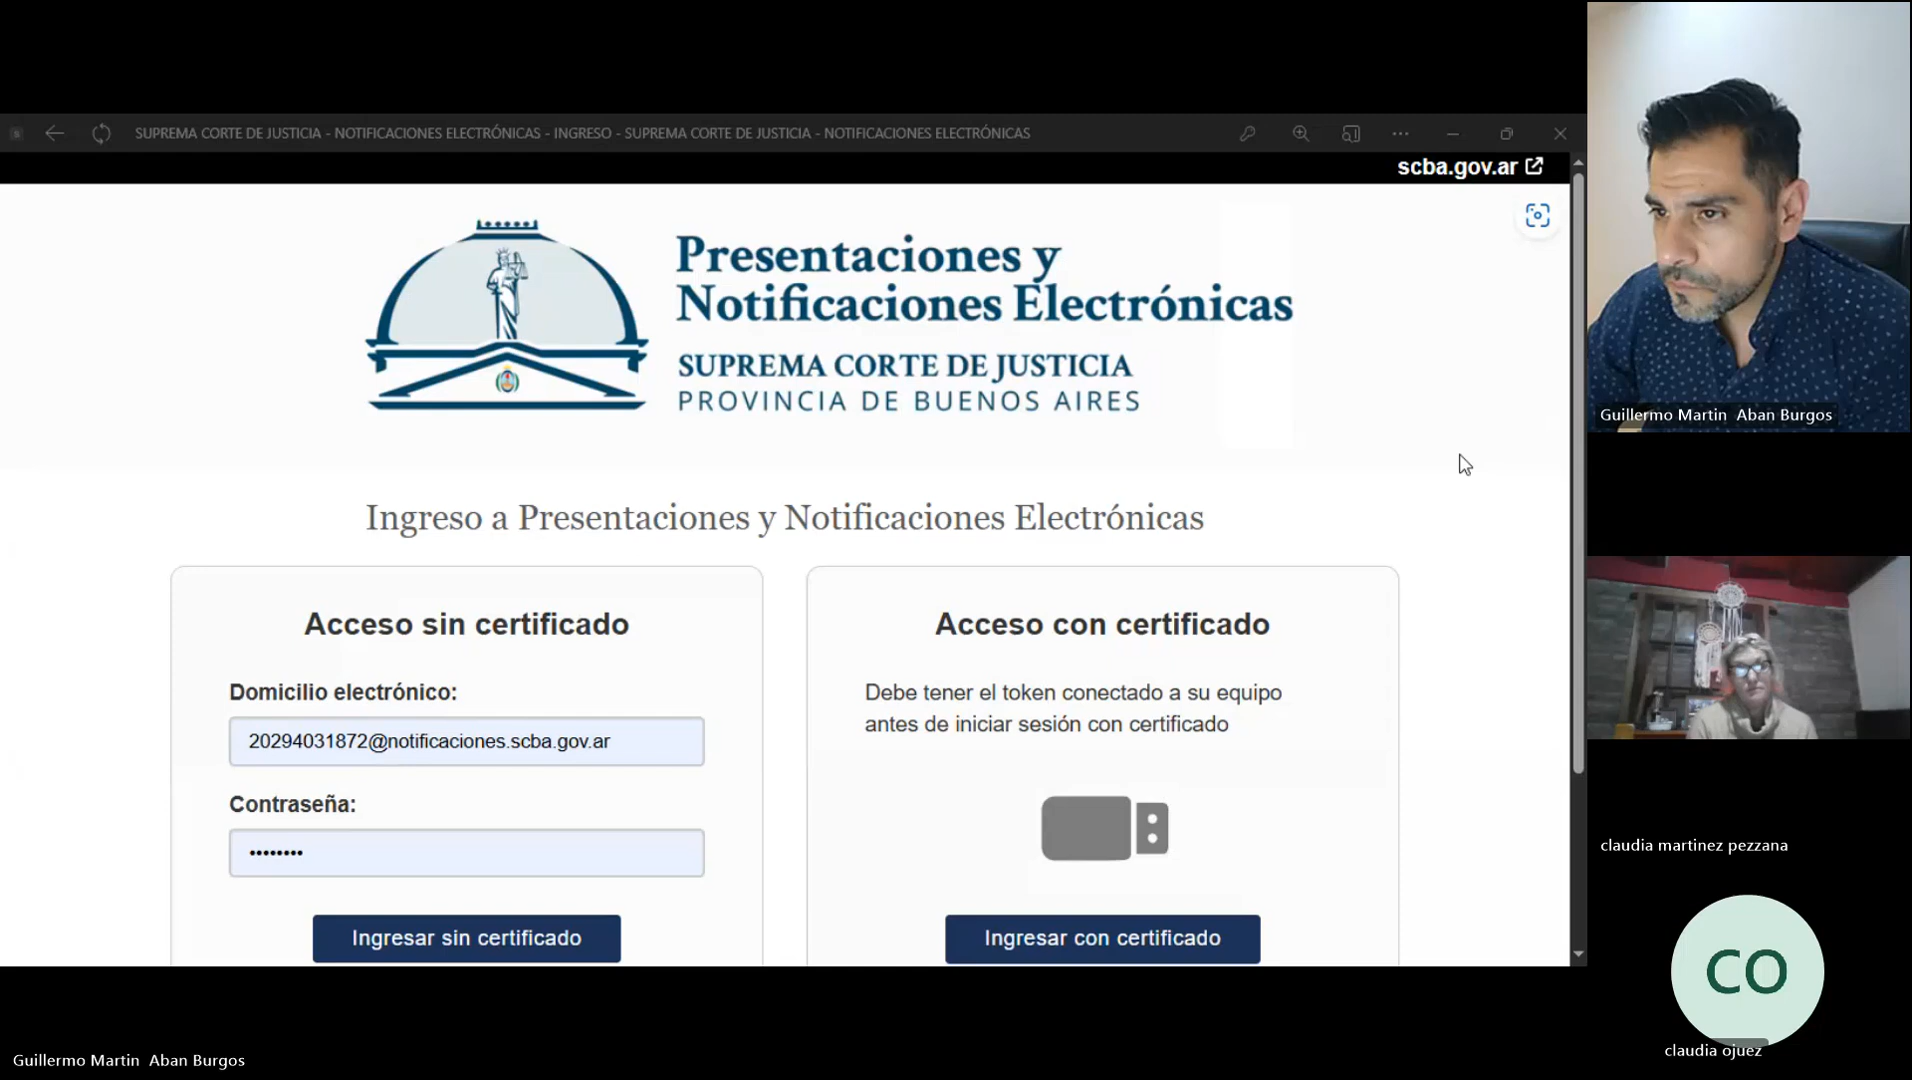 SUPREMA CORTE DE JUSTICIA - NOTIFICACIONES ELECTRÓNICAS - INGRESO - SUPREMA CORTE DE JUSTICIA - NOTIFICACIONES ELECTRÓNICAS
scba.gov.ar
Presentaciones y
Notificaciones Electrónicas
SUPREMA CORTE DE JUSTICIA
PROVINCIA DE BUENOS AIRES
Ingreso a Presentaciones y Notificaciones Electrónicas
Acceso sin certificado
Domicilio electrónico:
20294031872@notificaciones.scba.gov.ar
Contraseña:
••••••••
Ingresar sin certificado
Acceso con certificado
Debe tener el token conectado a su equipo
antes de iniciar sesión con certificado
Ingresar con certificado
Guillermo Martin Aban Burgos
claudia martinez pezzana
CO
claudia ojuez
Guillermo Martin Aban Burgos